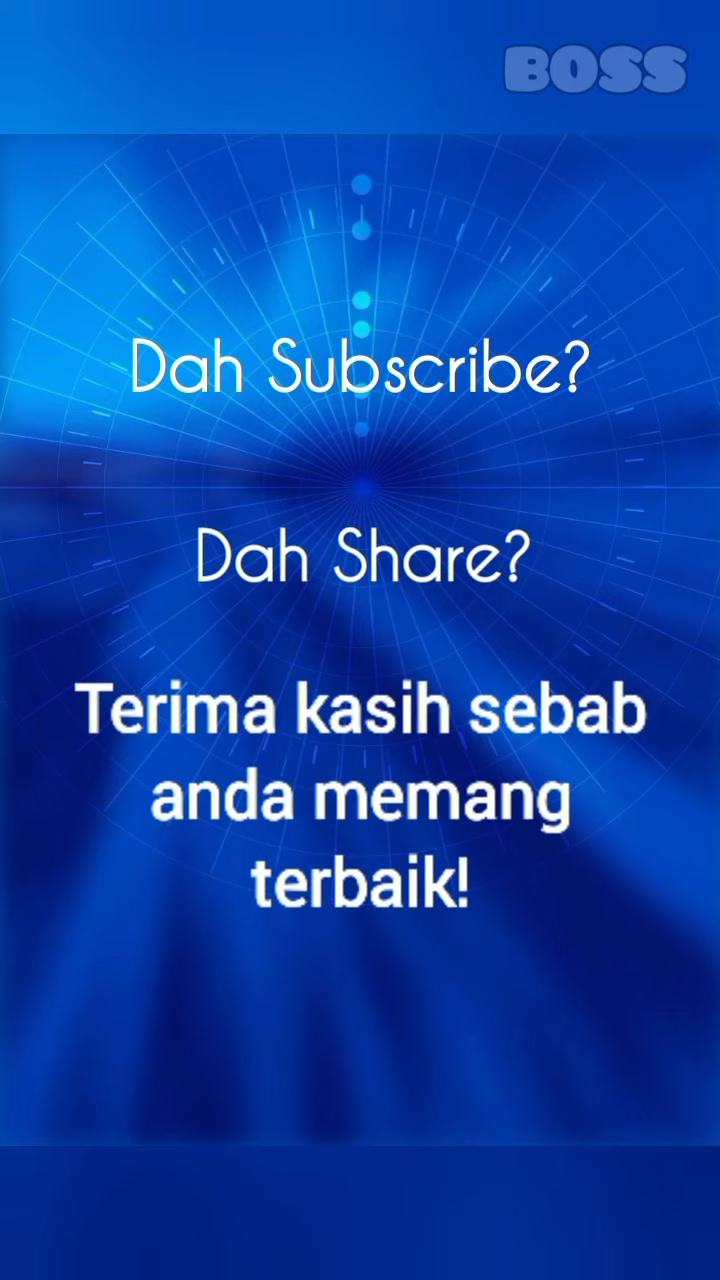 BOSS
Dah Subscribe?
Dah Share?
Terima kasih sebab
anda memang
terbaik!